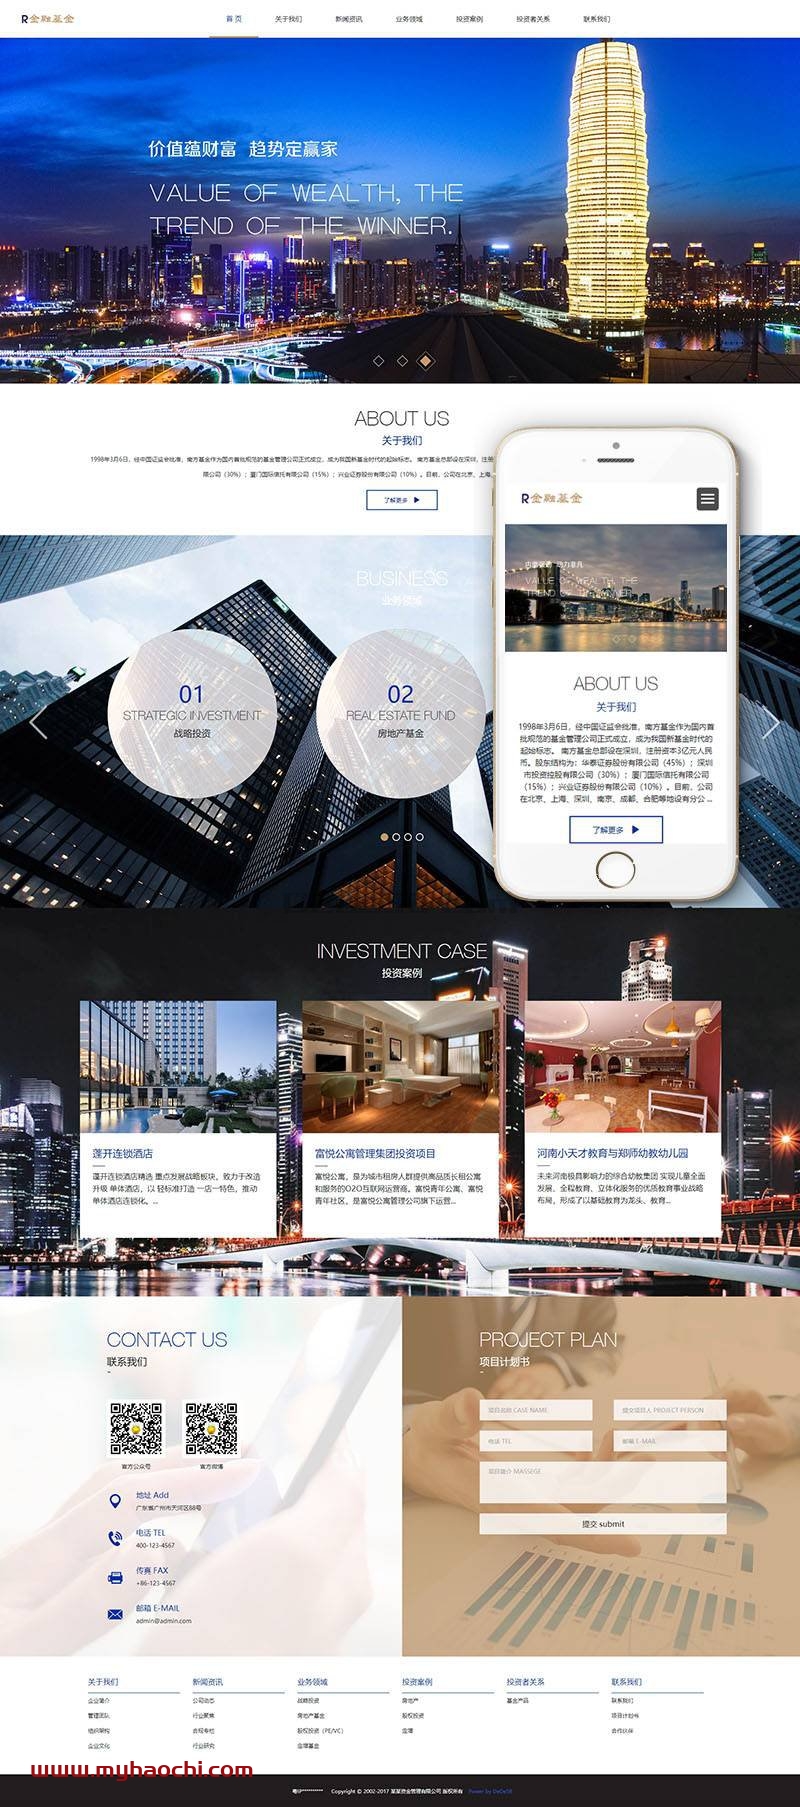 R金融基金
首页 关于我们 新闻资讯 业务领域 投资案例 投资者关系 联系我们
价值蕴财富 趋势定赢家
VALUE OF WEALTH, THE
TREND OF THE WINNER.
ABOUT US
关于我们
1998年3月6日，经中国证监会批准，南方基金作为国内首批规范的基金管理公司正式成立，成为我国新基金时代的起始标志。 南方基金总部设在深圳，注册
限公司（30%）；厦门国际信托有限公司（15%）；兴业证券股份有限公司（10%）。目前，公司在北京、上海、
了解更多
BUSINESS
业务领域
01
STRATEGIC INVESTMENT
战略投资
02
REAL ESTATE FUND
房地产基金
R金融基金
VALUE OF WEALTH, THE
TREND OF THE WINNER.
ABOUT US
关于我们
1998年3月6日，经中国证监会批准，南方基金作为国内首
批规范的基金管理公司正式成立，成为我国新基金时代的
起始标志。 南方基金总部设在深圳，注册资本3亿元人民
币。股东结构为：华泰证券股份有限公司（45%）；深圳
市投资控股有限公司（30%）；厦门国际信托有限公司
（15%）；兴业证券股份有限公司（10%）。目前，公司
在北京、上海、深圳、南京、成都、合肥等地设有分公 ...
了解更多
INVESTMENT CASE
投资案例
蓬开连锁酒店
蓬开连锁酒店精选 重点发展战略板块，致力于改造
升级 单体酒店，以 轻标准打造 一店一特色，推动
单体酒店连锁化。...
富悦公寓管理集团投资项目
富悦公寓，是为城市租房人群提供高品质长租公寓
和服务的O2O互联网运营商。富悦青年公寓、富悦
青年社区，是富悦公寓管理公司旗下运营...
河南小天才教育与郑师幼教幼儿园
未来河南极具影响力的综合幼教集团 实现儿童全面
发展、全程教育、立体化服务的优质教育事业战略
布局，形成了以基础教育为龙头、教育...
CONTACT US
联系我们
官方公众号 官方微博
地址 Add
广东省广州市天河区88号
电话 TEL
400-123-4567
传真 FAX
+86-123-4567
邮箱 E-MAIL
admin@admin.com
PROJECT PLAN
项目计划书
项目名称 CASE NAME 提交项目人 PROJECT PERSON
电话 TEL 邮箱 E-MAIL
项目简介 MASSEGE
提交 submit
关于我们 新闻资讯 业务领域 投资案例 投资者关系 联系我们
企业简介 公司动态 战略投资 房地产 基金产品 联系我们
管理团队 行业聚焦 房地产基金 股权投资 项目计划书
组织架构 合规专栏 股权投资（PE/VC） 定增 合作伙伴
企业文化 行业研究 定增基金
www.myhaochi.com
粤IP********** Copyright © 2002-2017 某某资金管理有限公司 版权所有 Power by DeDe58